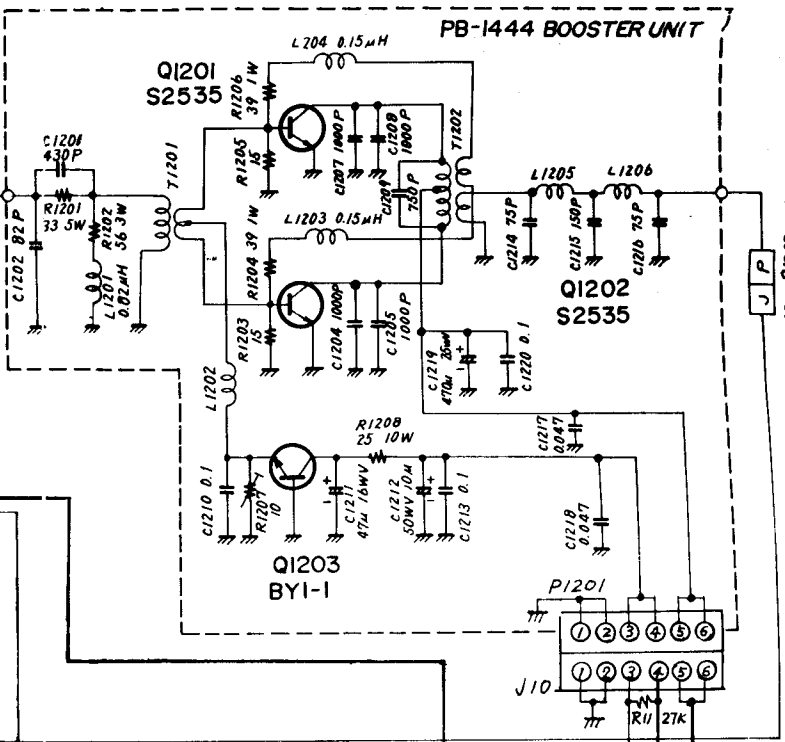 PB-1444 BOOSTER UNIT
L204 0.15μH
Q1201
S2535
R1206
39 1W
R1205
15
C1207 1000P
C1208
1000P
T1202
C1209
750P
C1201
430P
R1201
33 5W
T1201
R1202
56 3W
L1201
0.82μH
C1202 82P
L1203 0.15μH
R1204 39 1W
R1203
15
C1204 1000P
C1205
1000P
L1205
L1206
C1214 75P
C1215 150P
C1216 75P
Q1202
S2535
P
J
C1219
470μ
+
-
C1220 0.1
L1202
R1208
25 10W
C1217
0.047
C1210 0.1
R1207
10
+
-
C1211
47μ 16WV
C1212
50WV 10μ
+
-
C1213 0.1
C1218
0.047
Q1203
BY1-1
P1201
1 2 3 4 5 6
1 2 3 4 5 6
J10
R11 27K